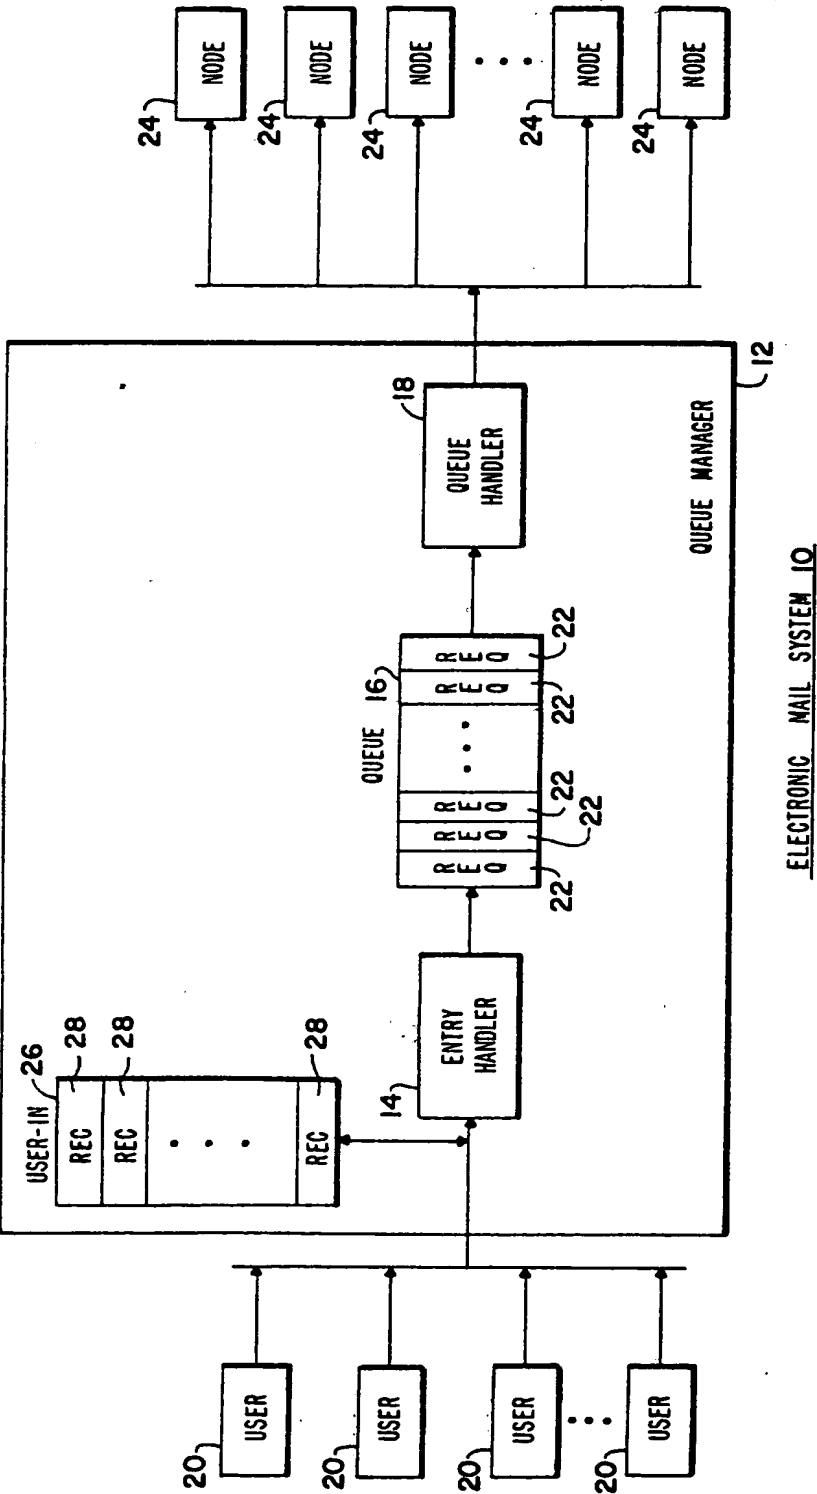 USER-IN
26
REC
28
REC
28
REC
28
20
USER
20
USER
20
USER
20
USER
14
ENTRY
HANDLER
QUEUE
16
REQ
REQ
REQ
REQ
REQ
22
22
22
22
22
18
QUEUE
HANDLER
24
NODE
24
NODE
24
NODE
24
NODE
24
NODE
QUEUE MANAGER
12
ELECTRONIC MAIL SYSTEM 10